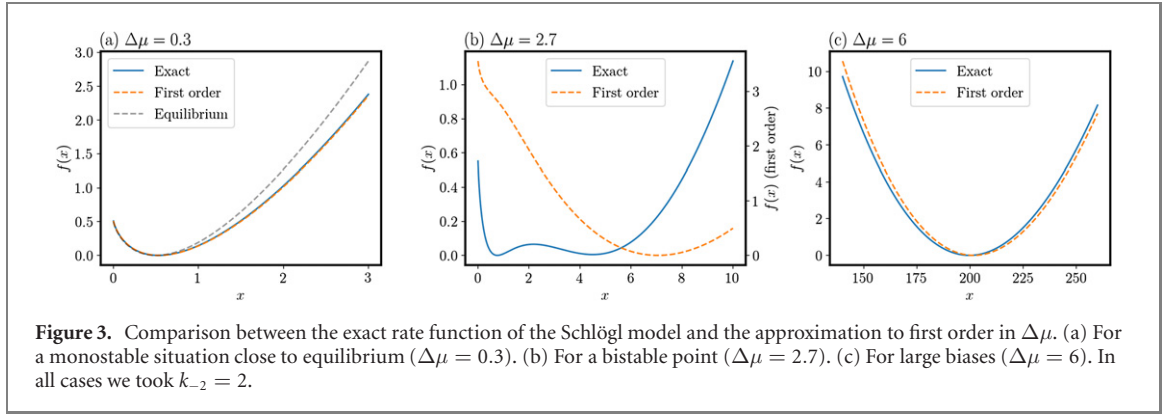 (a) Δμ = 0.3
3.0
2.5
2.0
1.5
1.0
0.5
0.0
f(x)
Exact
First order
Equilibrium
0 1 2 3
x
(b) Δμ = 2.7
1.0
0.8
0.6
0.4
0.2
0.0
f(x)
Exact
First order
3
2
1
0
f(x) (first order)
0 2 4 6 8 10
x
(c) Δμ = 6
10
8
6
4
2
0
f(x)
Exact
First order
150 175 200 225 250
x
Figure 3. Comparison between the exact rate function of the Schlögl model and the approximation to first order in Δμ. (a) For
a monostable situation close to equilibrium (Δμ = 0.3). (b) For a bistable point (Δμ = 2.7). (c) For large biases (Δμ = 6). In
all cases we took k₋₂ = 2.